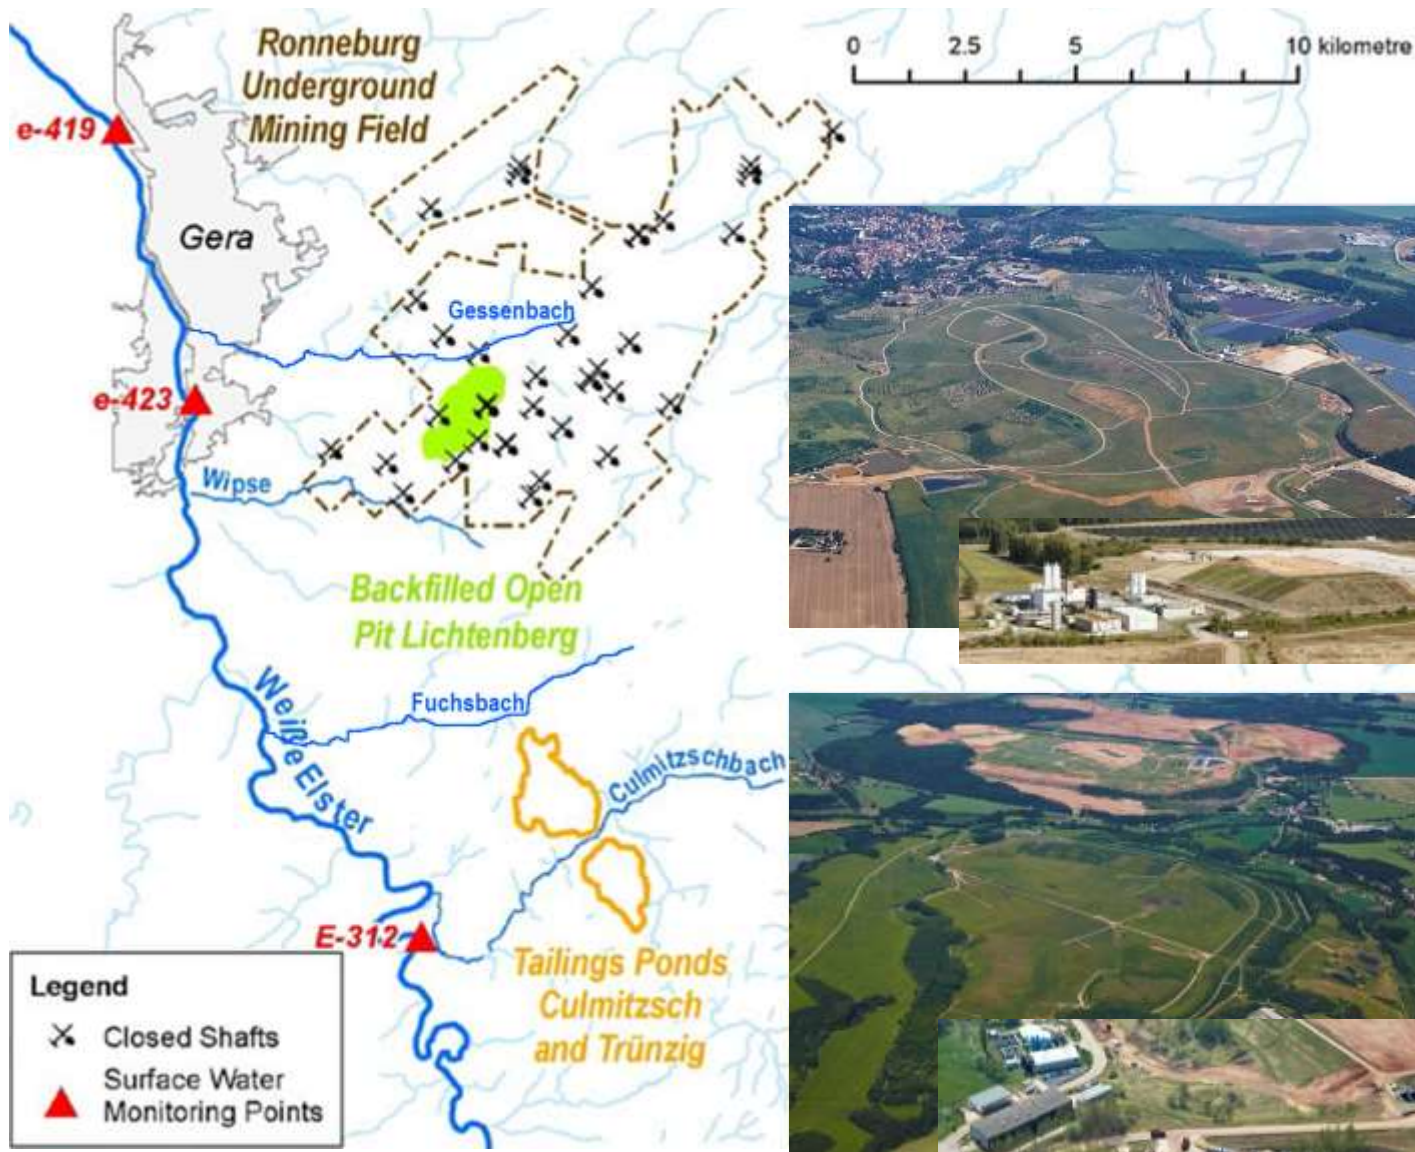 Ronneburg
Underground
Mining Field
0 2.5 5 10 kilometre
e-419
Gera
Gessenbach
e-423
Wipse
Backfilled Open
Pit Lichtenberg
Fuchsbach
Weiße Elster
Culmitzschbach
E-312
Tailings Ponds
Culmitzsch
and Trünzig
Legend
Closed Shafts
Surface Water
Monitoring Points